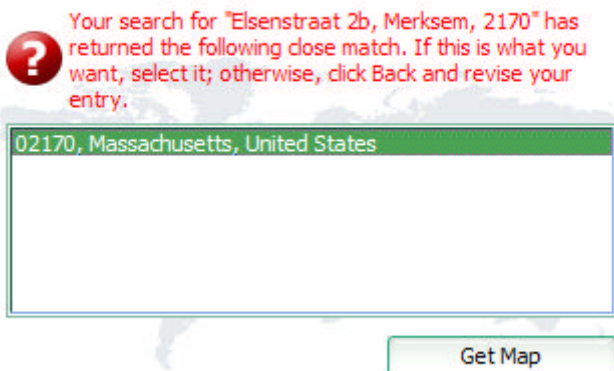 Your search for "Elsenstraat 2b, Merksem, 2170" has
returned the following close match. If this is what you
want, select it; otherwise, click Back and revise your
entry.
02170, Massachusetts, United States
Get Map